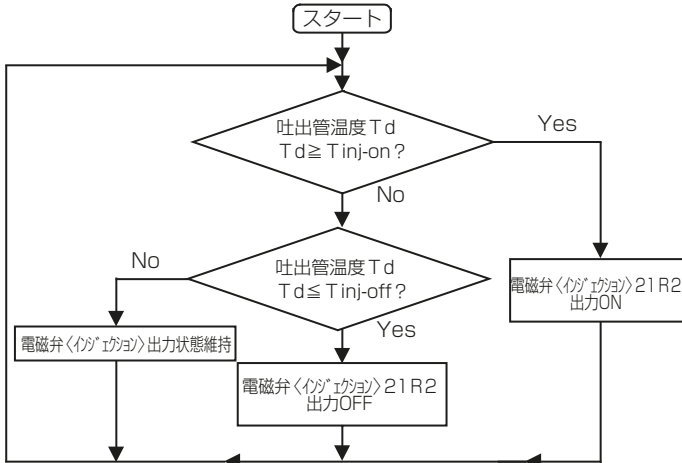 スタート
吐出管温度Td
Td≧Tinj-on?
Yes
No
吐出管温度Td
Td≦Tinj-off?
No
Yes
電磁弁〈インジェクション〉21R2
出力ON
電磁弁〈インジェクション〉出力状態維持
電磁弁〈インジェクション〉21R2
出力OFF